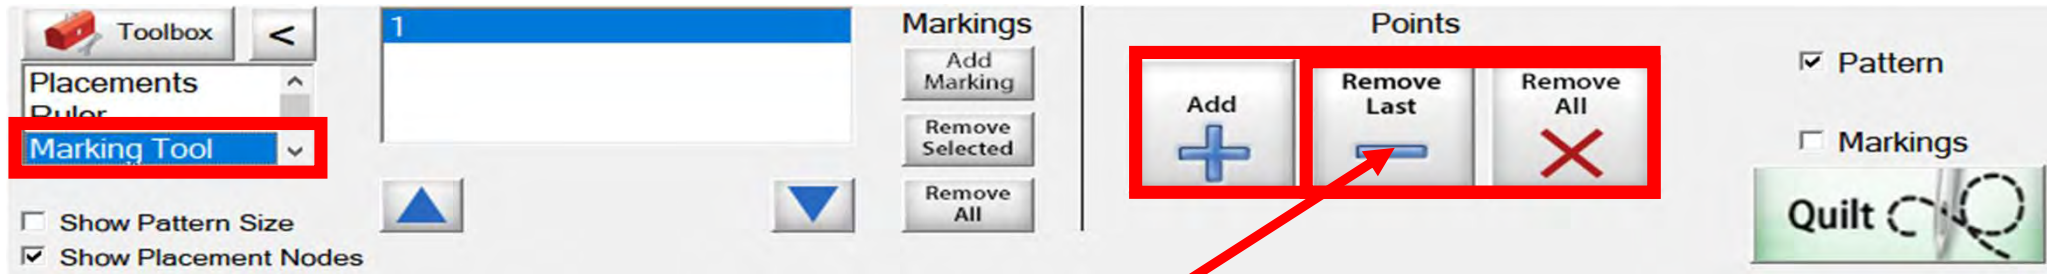 Toolbox
<
Placements
Ruler
Marking Tool
Show Pattern Size
Show Placement Nodes
1
Markings
Add
Marking
Remove
Selected
Remove
All
Points
Add
Remove
Last
Remove
All
Pattern
Markings
Quilt